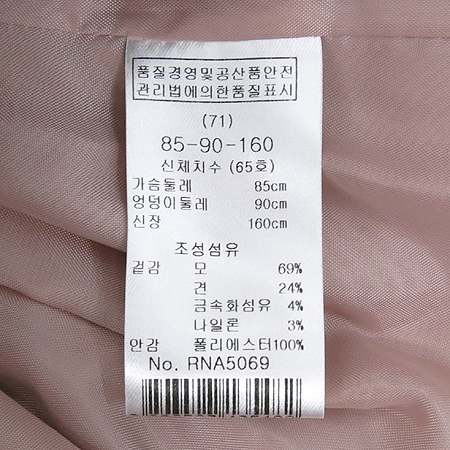 품질경영및공산품안전
관리법에의한품질표시
(71)
85-90-160
신체치수 (65호)
가슴둘레 85cm
엉덩이둘레 90cm
신장 160cm
조성섬유
겉감 모 69%
견 24%
금속화섬유 4%
나일론 3%
안감 폴리에스터100%
No. RNA5069